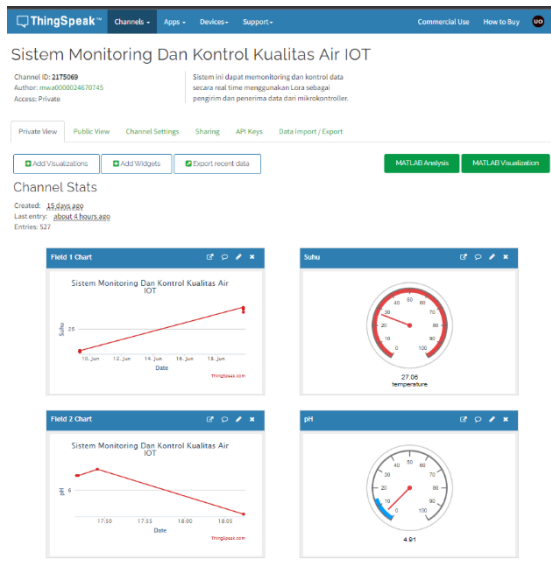 ThingSpeak™ Channels Apps Devices Support Commercial Use How to Buy UO
Sistem Monitoring Dan Kontrol Kualitas Air IOT
Channel ID: 2175069
Author: mwa0000024670745
Access: Private
Sistem ini dapat memonitoring dan kontrol data
secara real time menggunakan Lora sebagai
pengirim dan penerima data dari mikrokontroller.
Private View Public View Channel Settings Sharing API Keys Data Import / Export
Add Visualizations Add Widgets Export recent data MATLAB Analysis MATLAB Visualization
Channel Stats
Created: 15 days ago
Last entry: about 4 hours ago
Entries: 527
Field 1 Chart
Sistem Monitoring Dan Kontrol Kualitas Air
IOT
Suhu
10. Jun 12. Jun 14. Jun 16. Jun 18. Jun
Date
ThingSpeak.com
Suhu
0 10 20 30 40 50 60 70 80 90 100
27.06
temperature
Field 2 Chart
Sistem Monitoring Dan Kontrol Kualitas Air
IOT
pH
6
17:50 17:55 18:00 18:05
Date
ThingSpeak.com
pH
0 10 20 30 40 50 60 70 80 90 100
4.91